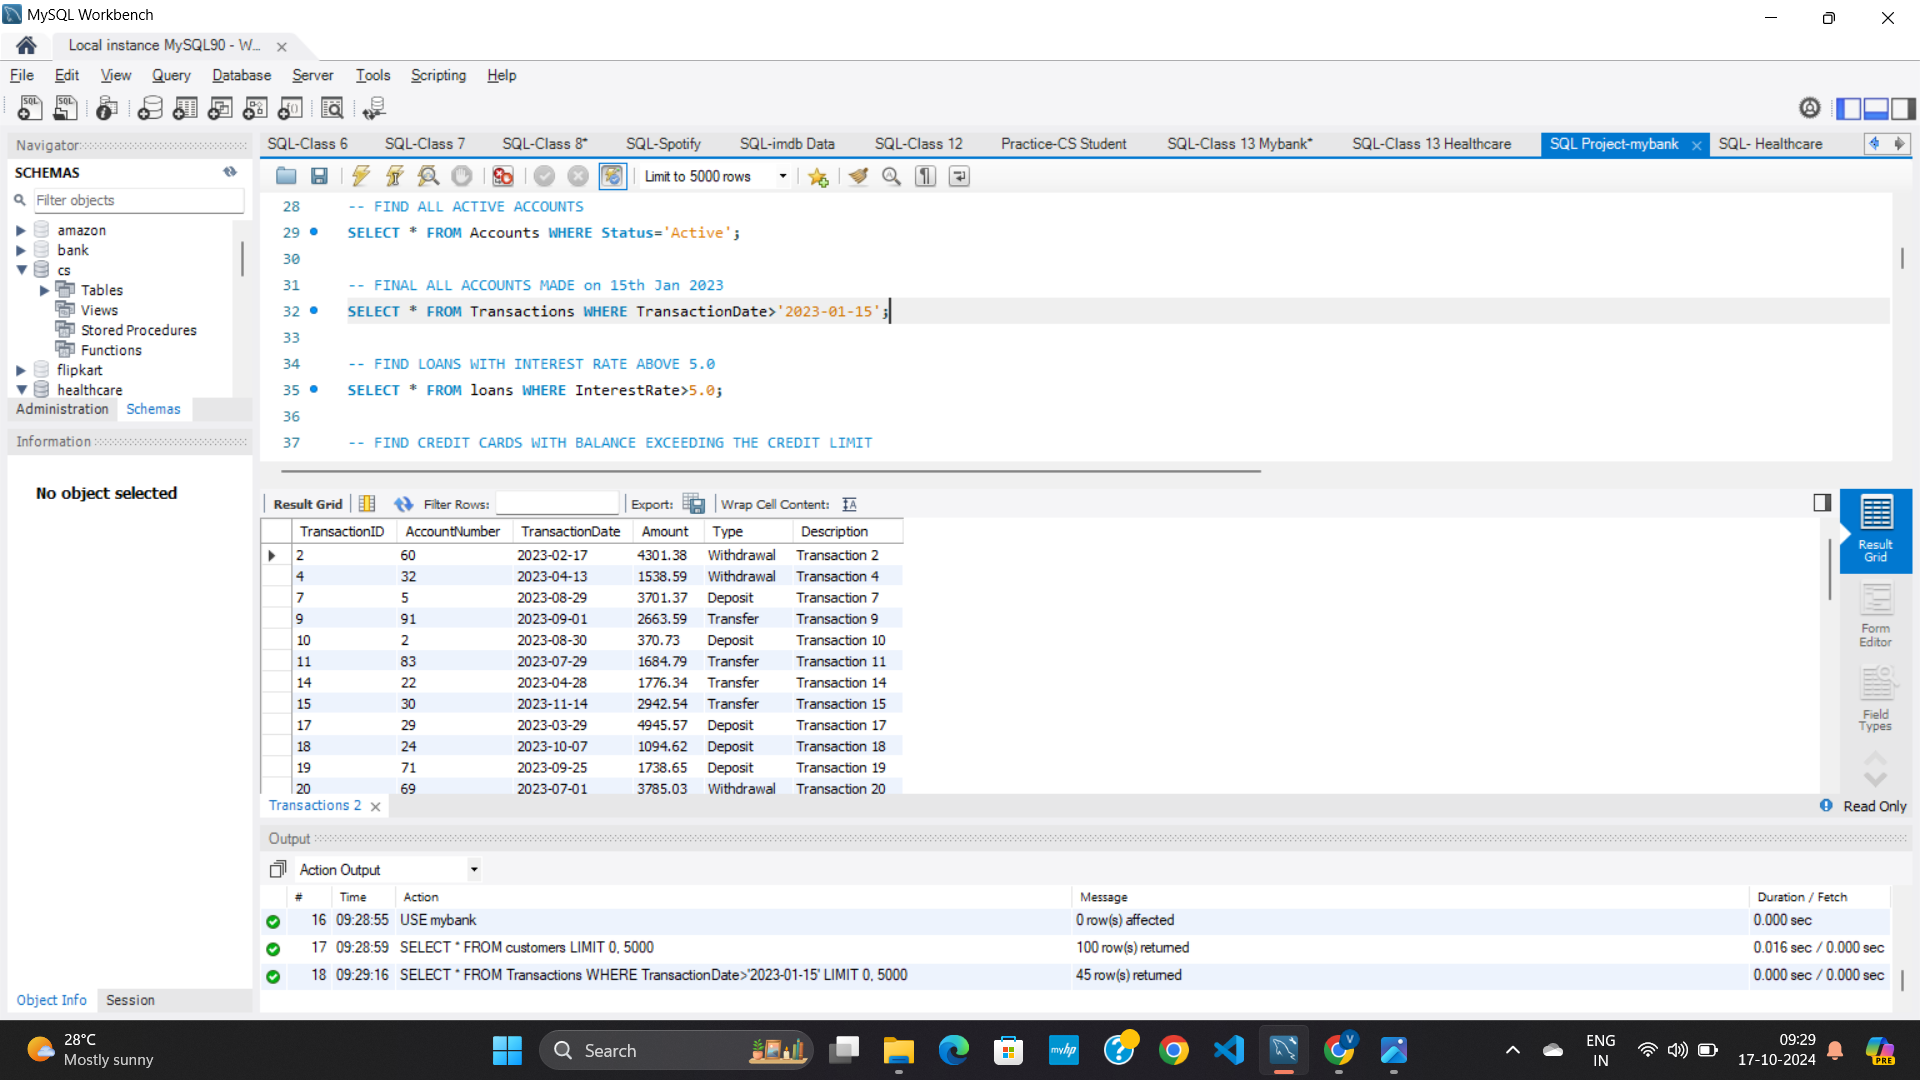 MySQL Workbench
Local instance MySQL90 - W...
File Edit View Query Database Server Tools Scripting Help
Navigator
SCHEMAS
Filter objects
amazon
bank
cs
Tables
Views
Stored Procedures
Functions
flipkart
healthcare
Administration Schemas
Information
No object selected
Object Info Session
SQL-Class 6 SQL-Class 7 SQL-Class 8* SQL-Spotify SQL-imdb Data SQL-Class 12 Practice-CS Student SQL-Class 13 Mybank* SQL-Class 13 Healthcare SQL Project-mybank SQL- Healthcare
Limit to 5000 rows
28 -- FIND ALL ACTIVE ACCOUNTS
29 SELECT * FROM Accounts WHERE Status='Active';
30
31 -- FINAL ALL ACCOUNTS MADE on 15th Jan 2023
32 SELECT * FROM Transactions WHERE TransactionDate>'2023-01-15';
33
34 -- FIND LOANS WITH INTEREST RATE ABOVE 5.0
35 SELECT * FROM loans WHERE InterestRate>5.0;
36
37 -- FIND CREDIT CARDS WITH BALANCE EXCEEDING THE CREDIT LIMIT
Result Grid Filter Rows: Export: Wrap Cell Content:
TransactionID AccountNumber TransactionDate Amount Type Description
2 60 2023-02-17 4301.38 Withdrawal Transaction 2
4 32 2023-04-13 1538.59 Withdrawal Transaction 4
7 5 2023-08-29 3701.37 Deposit Transaction 7
9 91 2023-09-01 2663.59 Transfer Transaction 9
10 2 2023-08-30 370.73 Deposit Transaction 10
11 83 2023-07-29 1684.79 Transfer Transaction 11
14 22 2023-04-28 1776.34 Transfer Transaction 14
15 30 2023-11-14 2942.54 Transfer Transaction 15
17 29 2023-03-29 4945.57 Deposit Transaction 17
18 24 2023-10-07 1094.62 Deposit Transaction 18
19 71 2023-09-25 1738.65 Deposit Transaction 19
20 69 2023-07-01 3785.03 Withdrawal Transaction 20
Result
Grid
Form
Editor
Field
Types
Transactions 2
Read Only
Output
Action Output
# Time Action Message Duration / Fetch
16 09:28:55 USE mybank 0 row(s) affected 0.000 sec
17 09:28:59 SELECT * FROM customers LIMIT 0, 5000 100 row(s) returned 0.016 sec / 0.000 sec
18 09:29:16 SELECT * FROM Transactions WHERE TransactionDate>'2023-01-15' LIMIT 0, 5000 45 row(s) returned 0.000 sec / 0.000 sec
28°C
Mostly sunny
Search
myhp
V
ENG
IN
09:29
17-10-2024
PRE